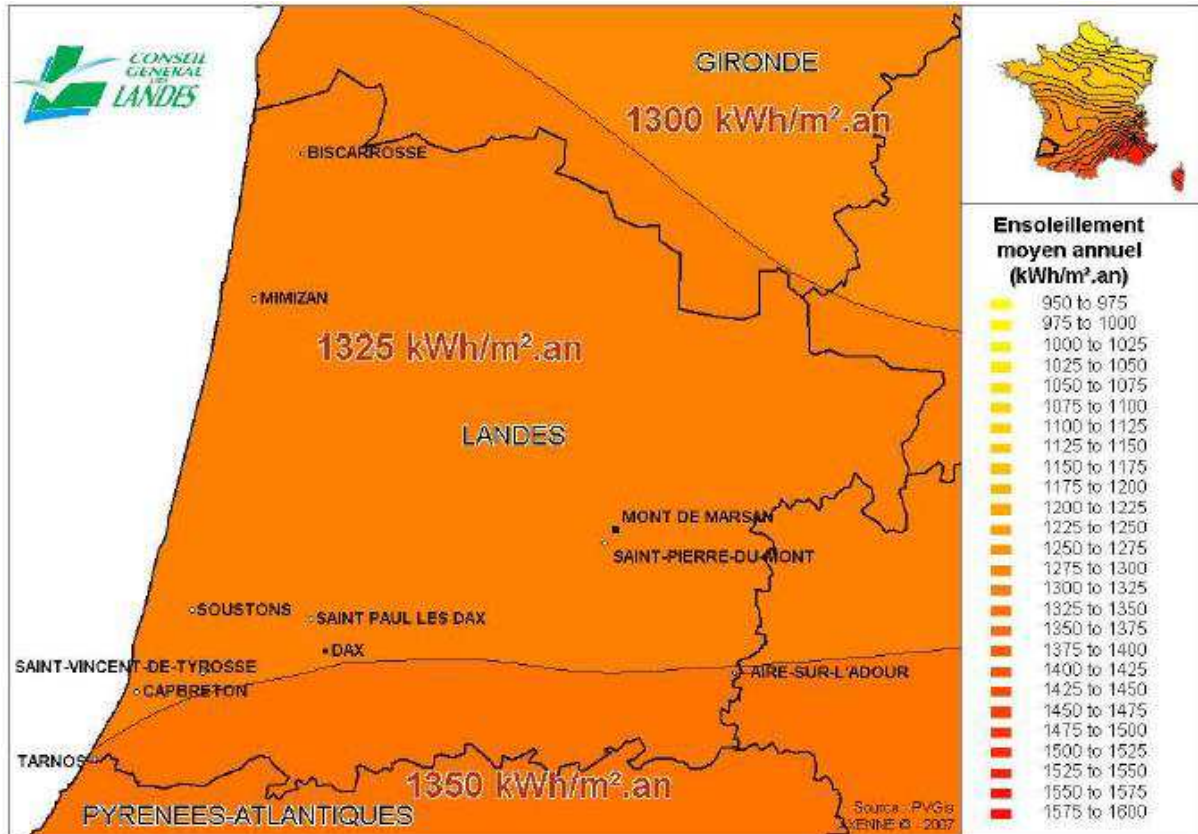 CONSEIL
GENERAL
DES
LANDES
GIRONDE
1300 kWh/m².an
BISCARROSSE
MIMIZAN
1325 kWh/m².an
LANDES
MONT DE MARSAN
SAINT-PIERRE-DU-MONT
SOUSTONS
SAINT PAUL LES DAX
DAX
SAINT-VINCENT-DE-TYROSSE
AIRE-SUR-L'ADOUR
CAPBRETON
TARNOS
1350 kWh/m².an
PYRENEES-ATLANTIQUES
Source : PVGis
AXENNE © - 2007
Ensoleillement
moyen annuel
(kWh/m².an)
950 to 975
975 to 1000
1000 to 1025
1025 to 1050
1050 to 1075
1075 to 1100
1100 to 1125
1125 to 1150
1150 to 1175
1175 to 1200
1200 to 1225
1225 to 1250
1250 to 1275
1275 to 1300
1300 to 1325
1325 to 1350
1350 to 1375
1375 to 1400
1400 to 1425
1425 to 1450
1450 to 1475
1475 to 1500
1500 to 1525
1525 to 1550
1550 to 1575
1575 to 1600